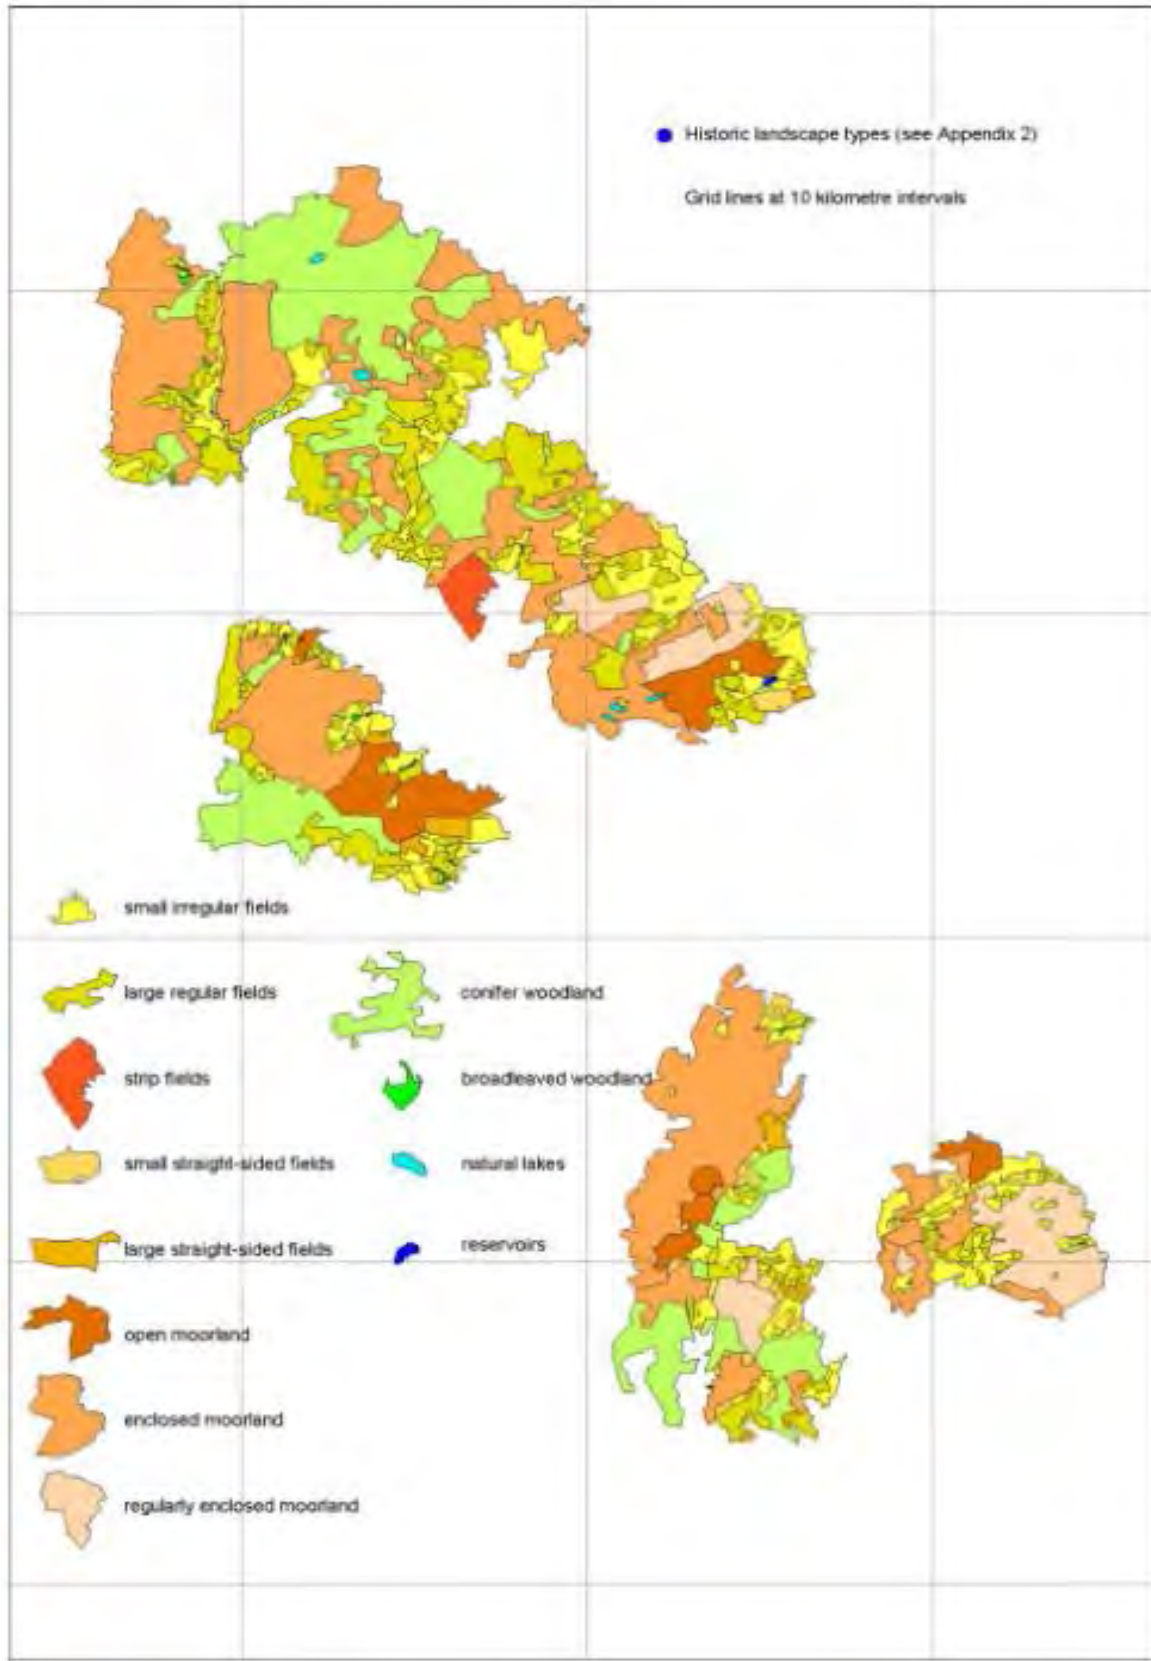 Historic landscape types (see Appendix 2)
Grid lines at 10 kilometre intervals
small irregular fields
large regular fields
strip fields
small straight-sided fields
large straight-sided fields
open moorland
enclosed moorland
regularly enclosed moorland
conifer woodland
broadleaved woodland
natural lakes
reservoirs